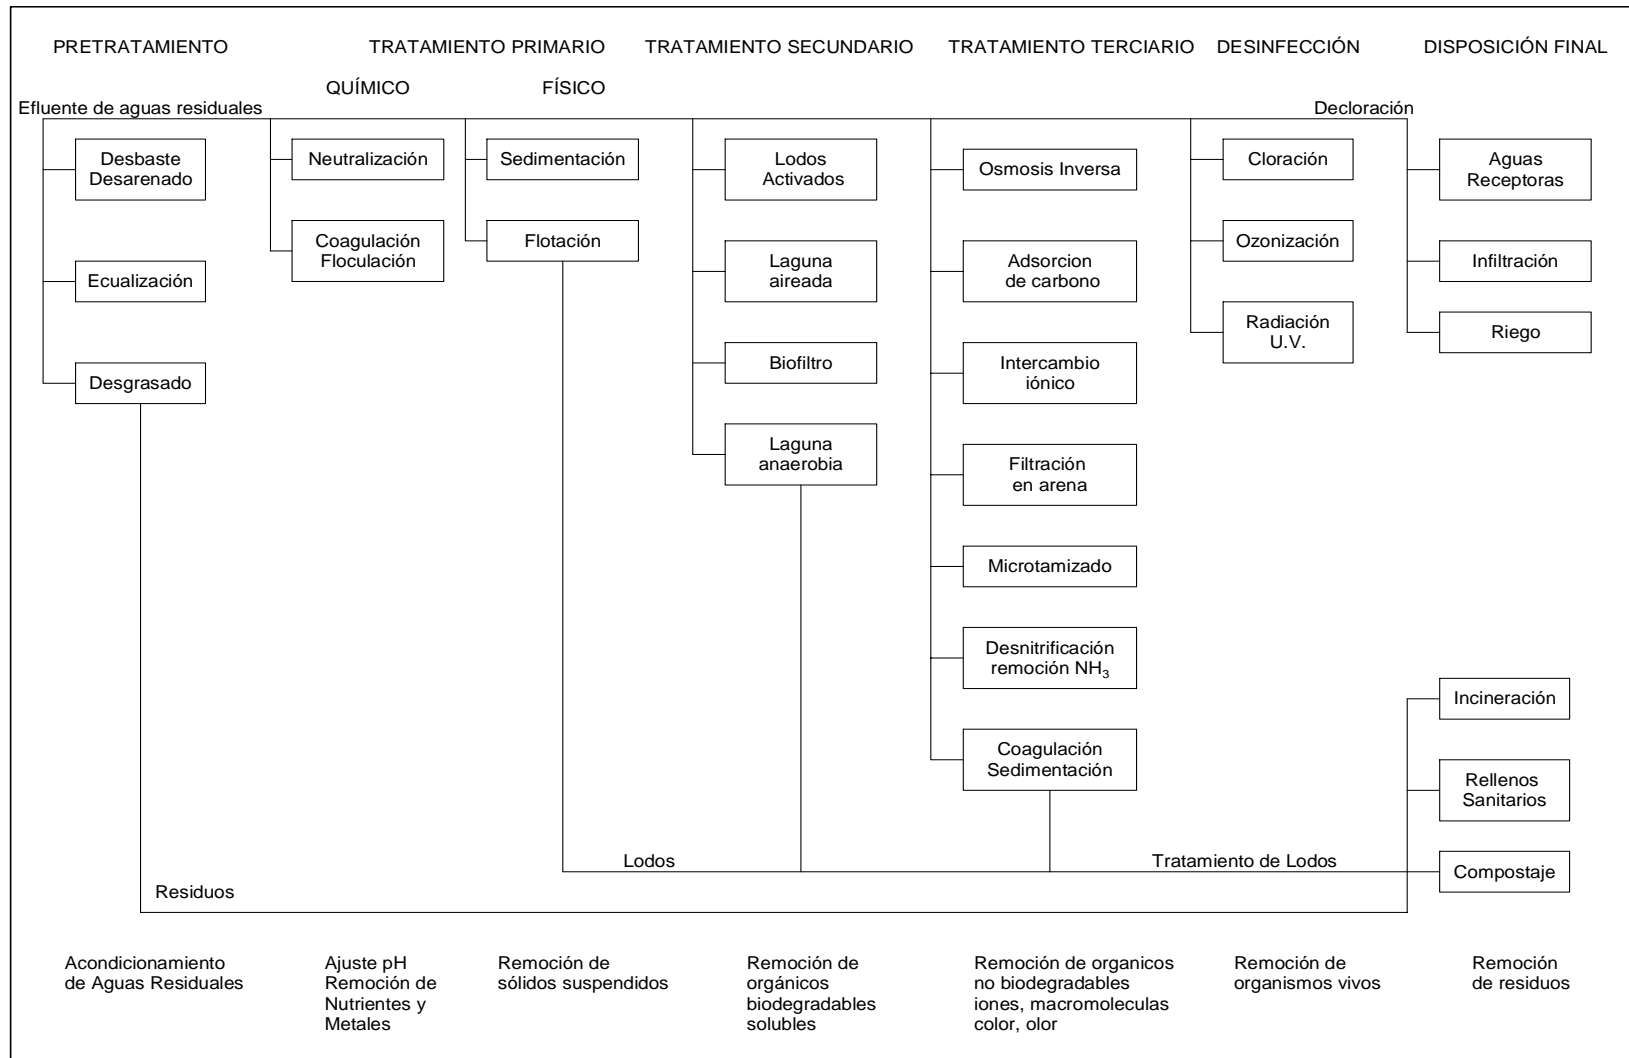 PRETRATAMIENTO
TRATAMIENTO PRIMARIO
TRATAMIENTO SECUNDARIO
TRATAMIENTO TERCIARIO
DESINFECCIÓN
DISPOSICIÓN FINAL
QUÍMICO
FÍSICO
Efluente de aguas residuales
Decloración
Desbaste
Desarenado
Ecualización
Desgrasado
Neutralización
Coagulación
Floculación
Sedimentación
Flotación
Lodos
Activados
Laguna
aireada
Biofiltro
Laguna
anaerobia
Osmosis Inversa
Adsorcion
de carbono
Intercambio
iónico
Filtración
en arena
Microtamizado
Desnitrificación
remoción NH₃
Coagulación
Sedimentación
Cloración
Ozonización
Radiación
U.V.
Aguas
Receptoras
Infiltración
Riego
Incineración
Rellenos
Sanitarios
Compostaje
Lodos
Tratamiento de Lodos
Residuos
Acondicionamiento
de Aguas Residuales
Ajuste pH
Remoción de
Nutrientes y
Metales
Remoción de
sólidos suspendidos
Remoción de
orgánicos
biodegradables
solubles
Remoción de organicos
no biodegradables
iones, macromoleculas
color, olor
Remoción de
organismos vivos
Remoción
de residuos